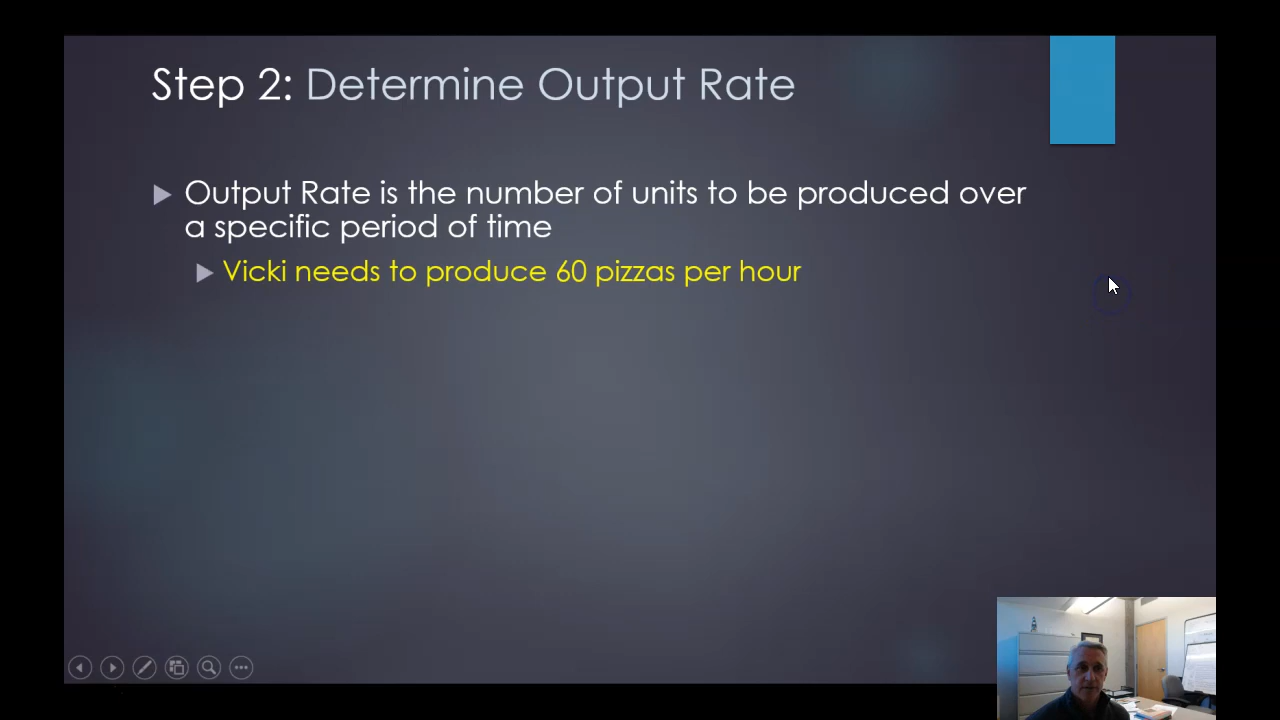 Step 2: Determine Output Rate
Output Rate is the number of units to be produced over
a specific period of time
Vicki needs to produce 60 pizzas per hour